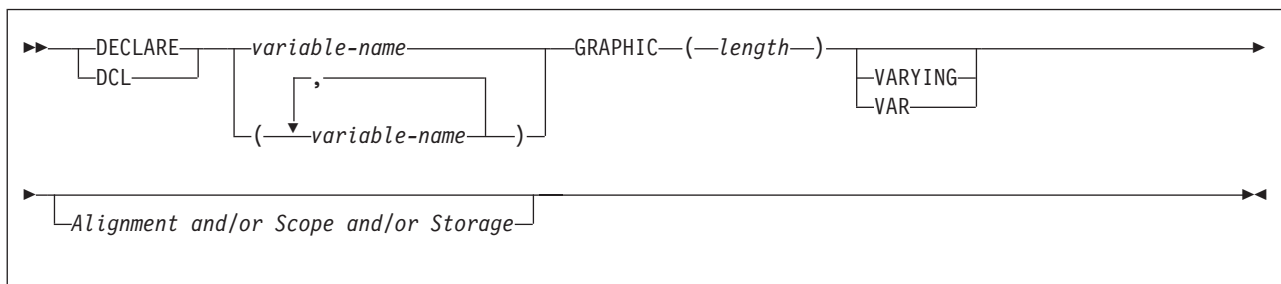 DECLARE variable-name GRAPHIC ( length )
DCL , VARYING
VAR
( variable-name )
Alignment and/or Scope and/or Storage